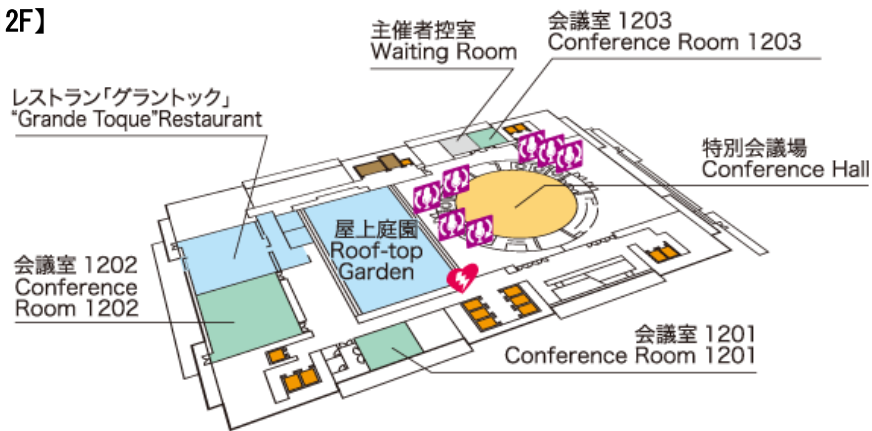 2F】
主催者控室
Waiting Room
会議室 1203
Conference Room 1203
レストラン「グラントック」
“Grande Toque”Restaurant
特別会議場
Conference Hall
屋上庭園
Roof-top
Garden
会議室 1202
Conference
Room 1202
会議室 1201
Conference Room 1201